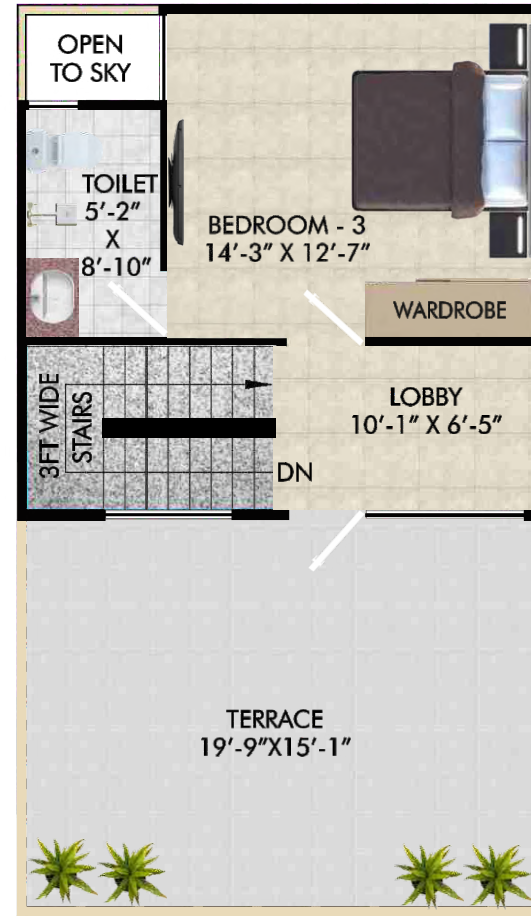 OPEN
TO SKY
TOILET
5'-2"
X
8'-10"
BEDROOM - 3
14'-3" X 12'-7"
WARDROBE
3FT WIDE
STAIRS
LOBBY
10'-1" X 6'-5"
DN
TERRACE
19'-9"X15'-1"